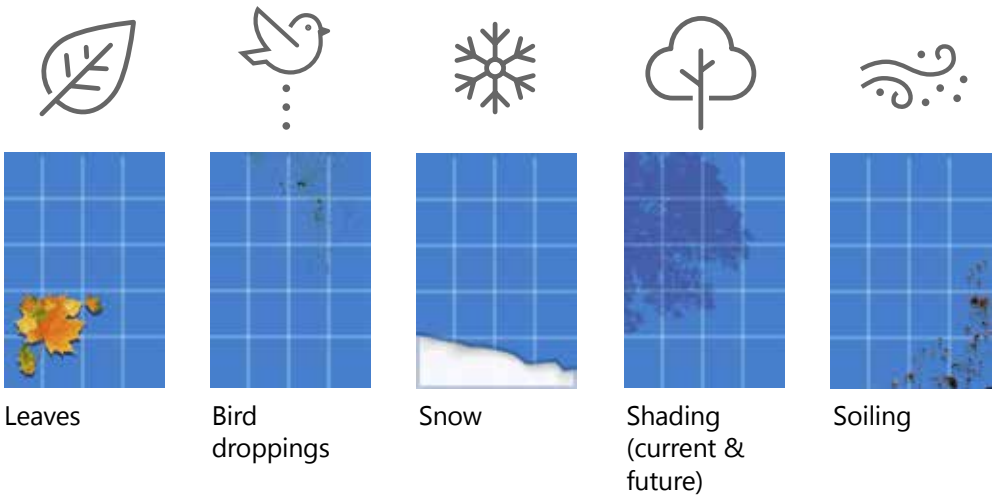 Leaves
Bird
droppings
Snow
Shading
(current &
future)
Soiling